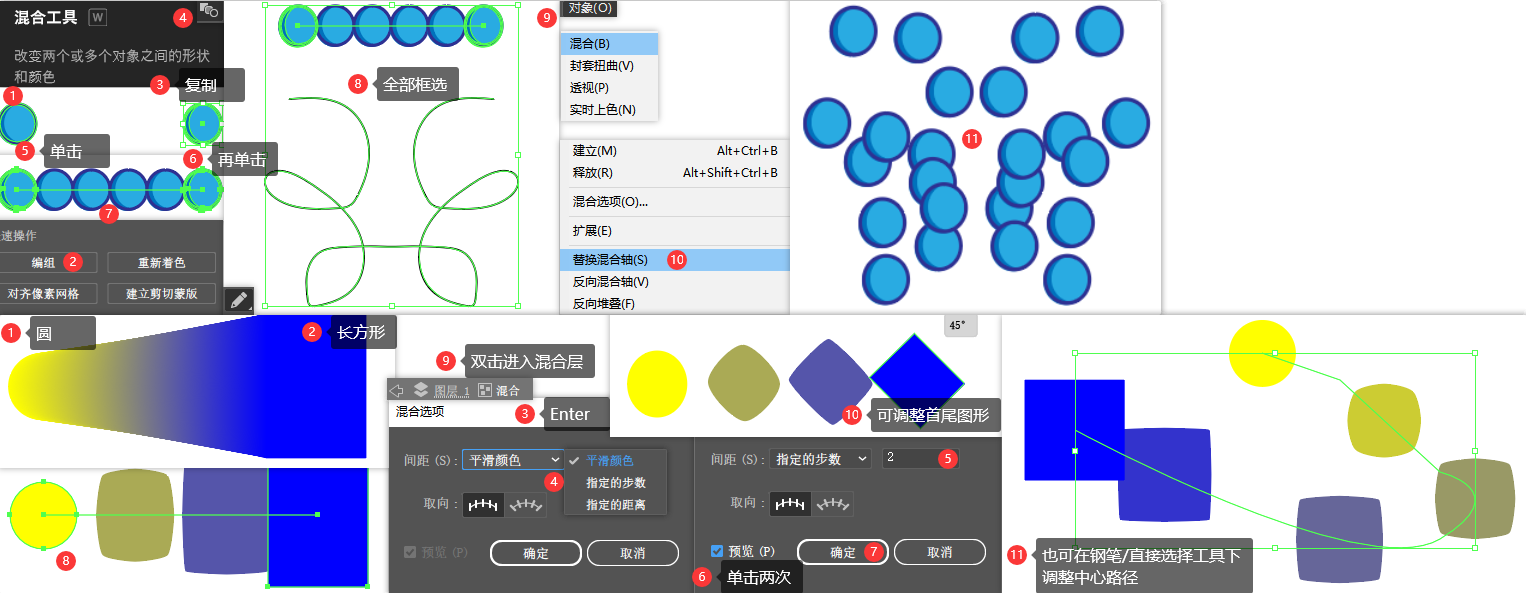 混合工具 W
4
改变两个或多个对象之间的形状
和颜色
3 复制
1
5 单击
6 再单击
7
速操作
编组 2 重新着色
对齐像素网格 建立剪切蒙版
8 全部框选
9 对象(O)
混合(B)
封套扭曲(V)
透视(P)
实时上色(N)
建立(M) Alt+Ctrl+B
释放(R) Alt+Shift+Ctrl+B
混合选项(O)...
扩展(E)
替换混合轴(S) 10
反向混合轴(V)
反向堆叠(F)
11
1 圆
2 长方形
8
9 双击进入混合层
图层 1 混合
混合选项
3 Enter
间距 (S) : 平滑颜色
平滑颜色
4 指定的步数
指定的距离
取向 :
预览 (P) 确定 取消
45°
10 可调整首尾图形
间距 (S) : 指定的步数 2 5
取向 :
预览 (P) 确定 7 取消
6 单击两次
11 也可在钢笔/直接选择工具下
调整中心路径